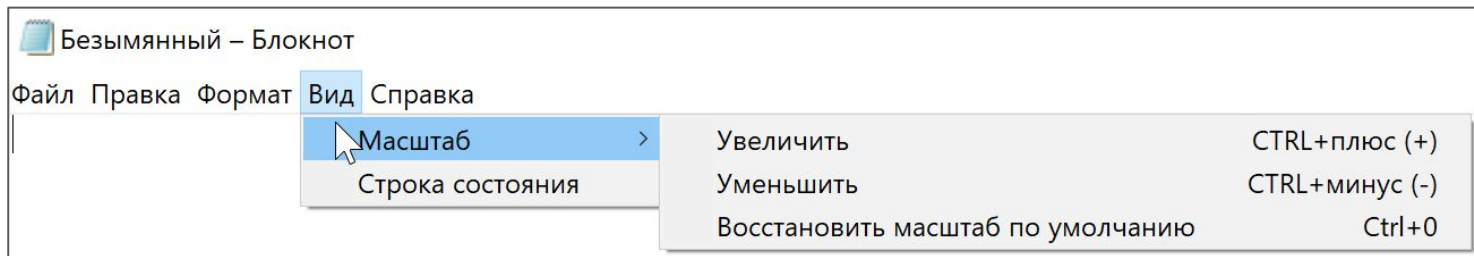 Безымянный – Блокнот
Файл Правка Формат Вид Справка
Масштаб > Увеличить CTRL+плюс (+)
Строка состояния Уменьшить CTRL+минус (-)
Восстановить масштаб по умолчанию Ctrl+0